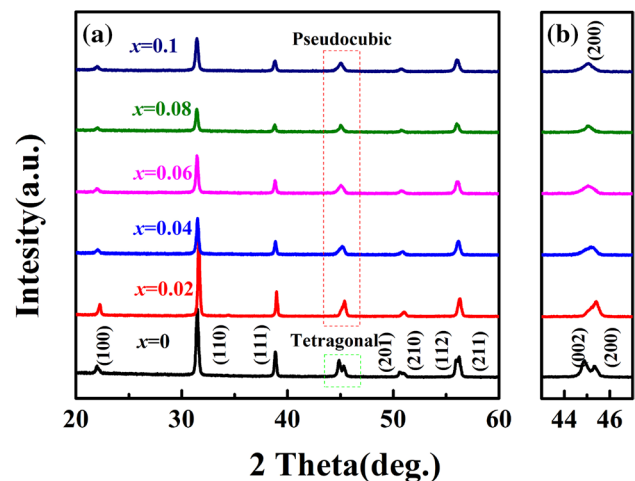 (a)
Pseudocubic
(b)
x=0.1
(200)
x=0.08
x=0.06
x=0.04
x=0.02
x=0
Tetragonal
(100)
(110)
(111)
(201)
(210)
(112)
(211)
(002)
(200)
20
30
40
50
60
44
46
Intesity(a.u.)
2 Theta(deg.)